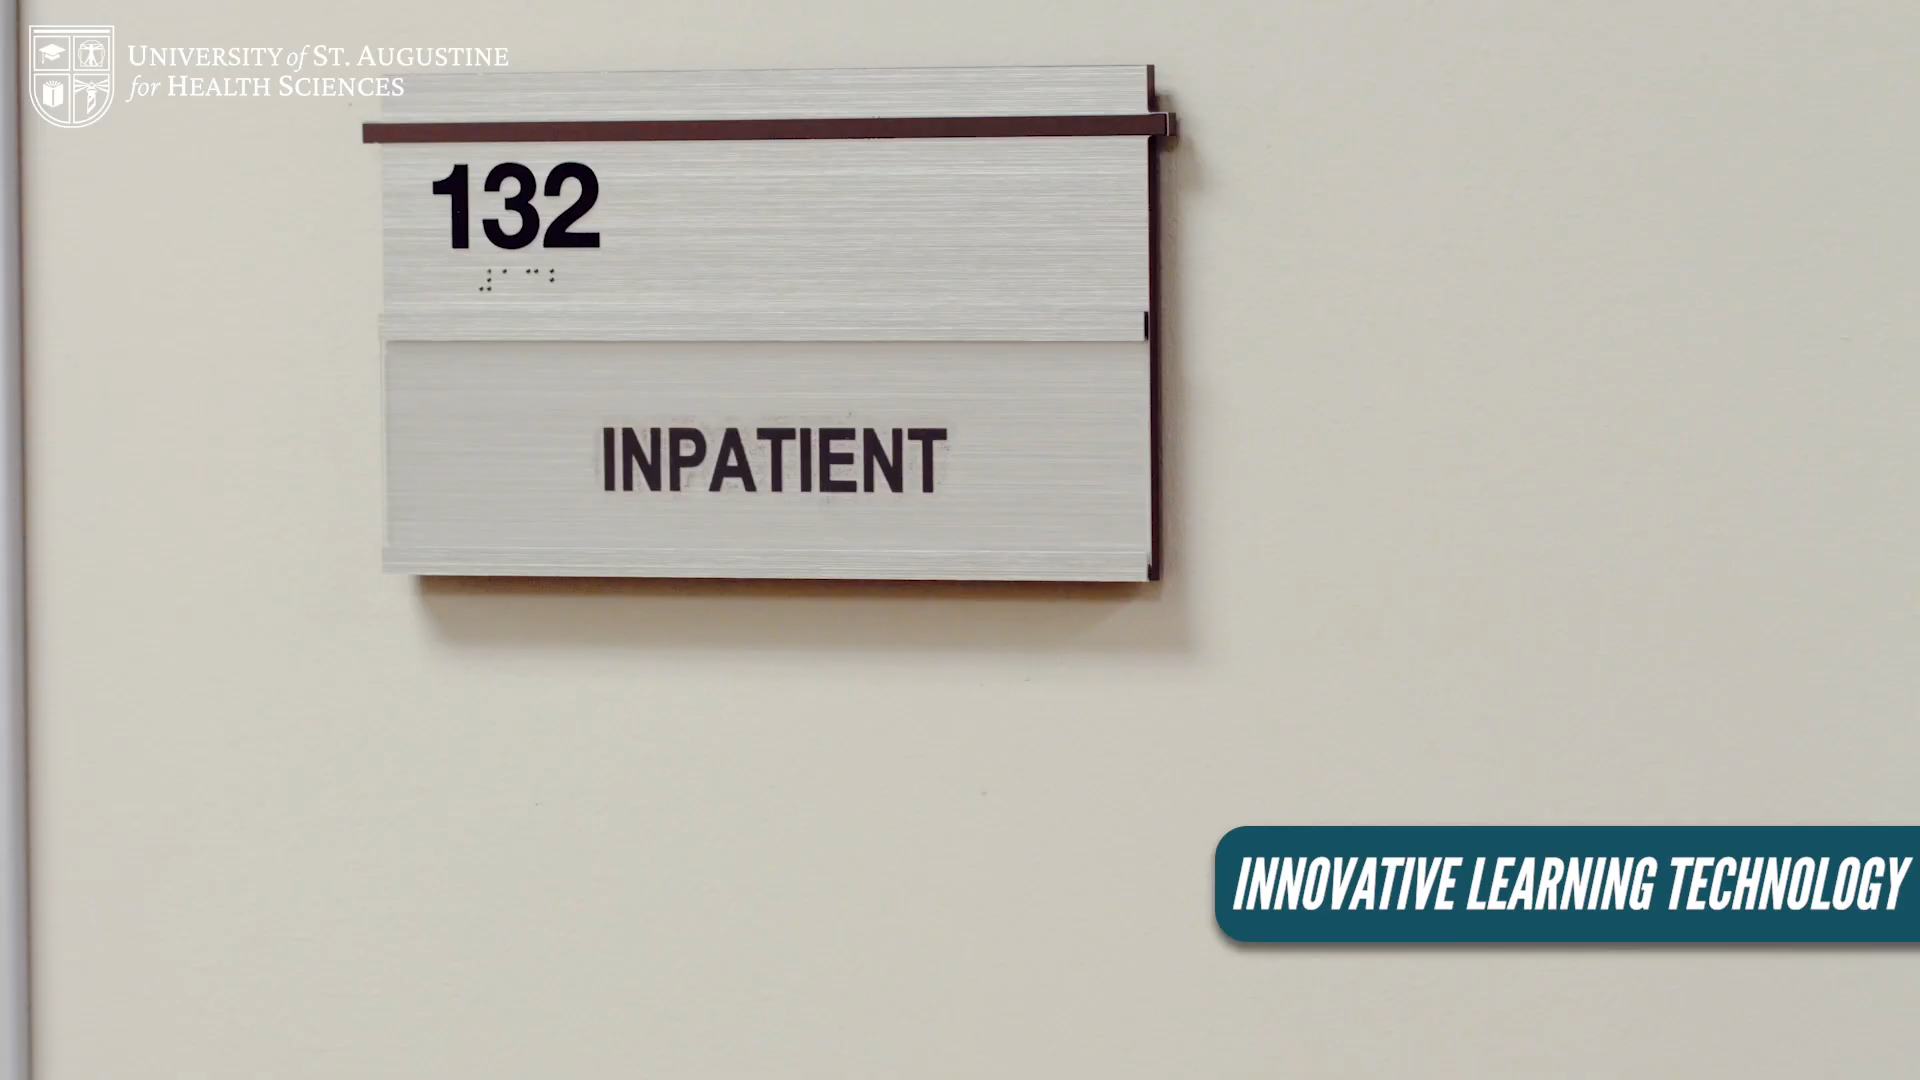 UNIVERSITY of ST. AUGUSTINE
for HEALTH SCIENCES
132
⠼⠁⠉⠃
INPATIENT
INNOVATIVE LEARNING TECHNOLOGY